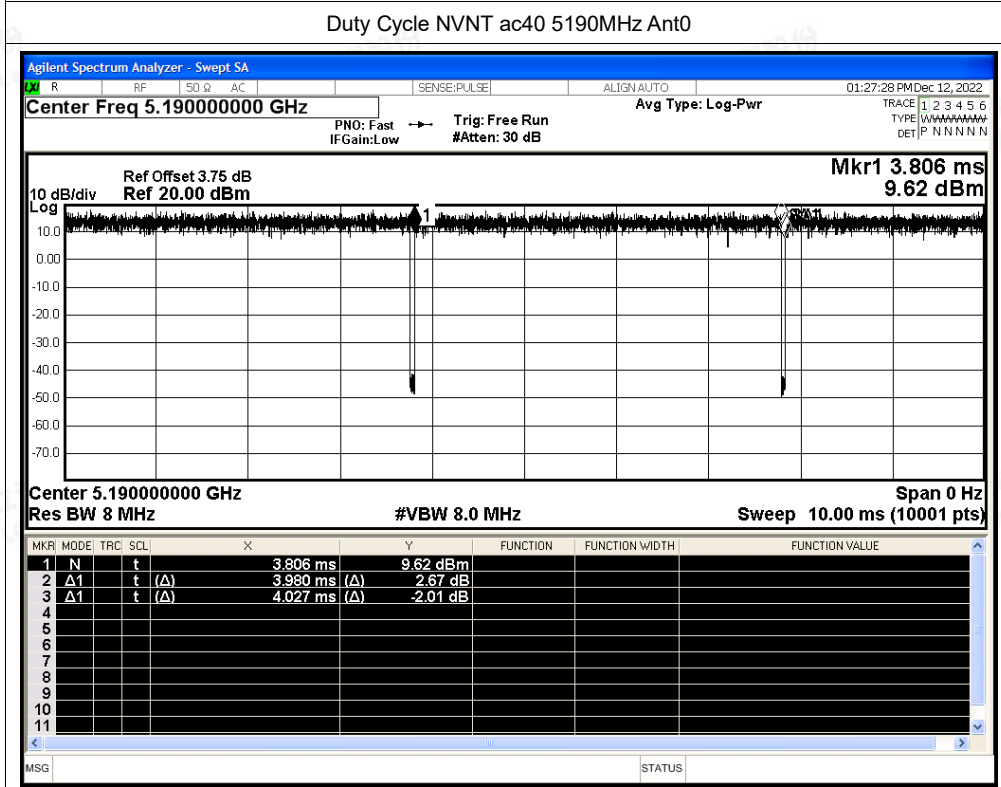 Duty Cycle NVNT ac40 5190MHz Ant0
Agilent Spectrum Analyzer - Swept SA
LXI R RF 50 Ω AC SENSE:PULSE ALIGN AUTO 01:27:28 PM Dec 12, 2022
Center Freq 5.190000000 GHz Avg Type: Log-Pwr TRACE 1 2 3 4 5 6
PNO: Fast Trig: Free Run TYPE W
IFGain:Low #Atten: 30 dB DET P N N N N N
Mkr1 3.806 ms
Ref Offset 3.75 dB
10 dB/div Ref 20.00 dBm 9.62 dBm
Log
1
10.0
0.00
-10.0
-20.0
-30.0
-40.0
-50.0
-60.0
-70.0
Center 5.190000000 GHz Span 0 Hz
Res BW 8 MHz #VBW 8.0 MHz Sweep 10.00 ms (10001 pts)
MKR MODE TRC SCL X Y FUNCTION FUNCTION WIDTH FUNCTION VALUE
1 N t 3.806 ms 9.62 dBm
2 Δ1 t (Δ) 3.980 ms (Δ) 2.67 dB
3 Δ1 t (Δ) 4.027 ms (Δ) -2.01 dB
4
5
6
7
8
9
10
11
MSG STATUS